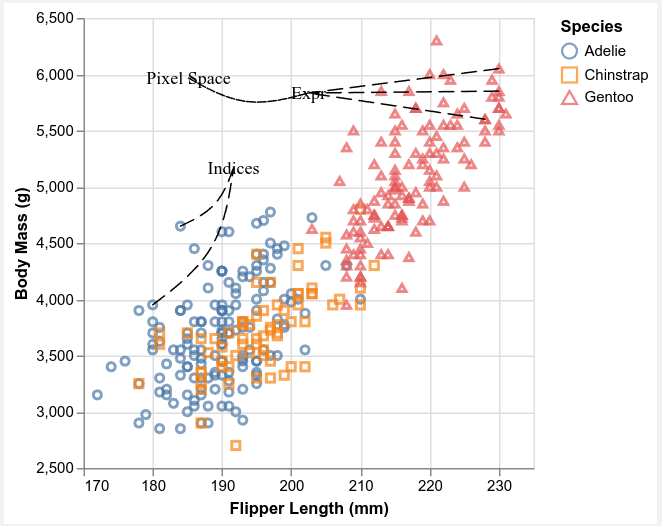 6,500
6,000
5,500
5,000
4,500
4,000
3,500
3,000
2,500
Body Mass (g)
170 180 190 200 210 220 230
Flipper Length (mm)
Pixel Space
Expr
Indices
Species
Adelie
Chinstrap
Gentoo